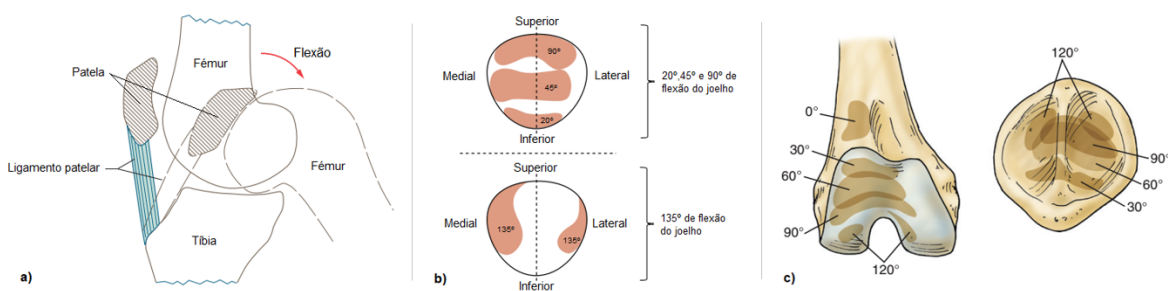 Patela
Fémur
Flexão
Ligamento patelar
Fémur
Tíbia
a)
b)
Superior
90º
Medial
Lateral
45º
20º
Inferior
20º,45º e 90º de
flexão do joelho
Superior
Medial
Lateral
135º
135º
Inferior
135º de flexão
do joelho
c)
0°
30°
60°
90°
120°
120°
90°
60°
30°